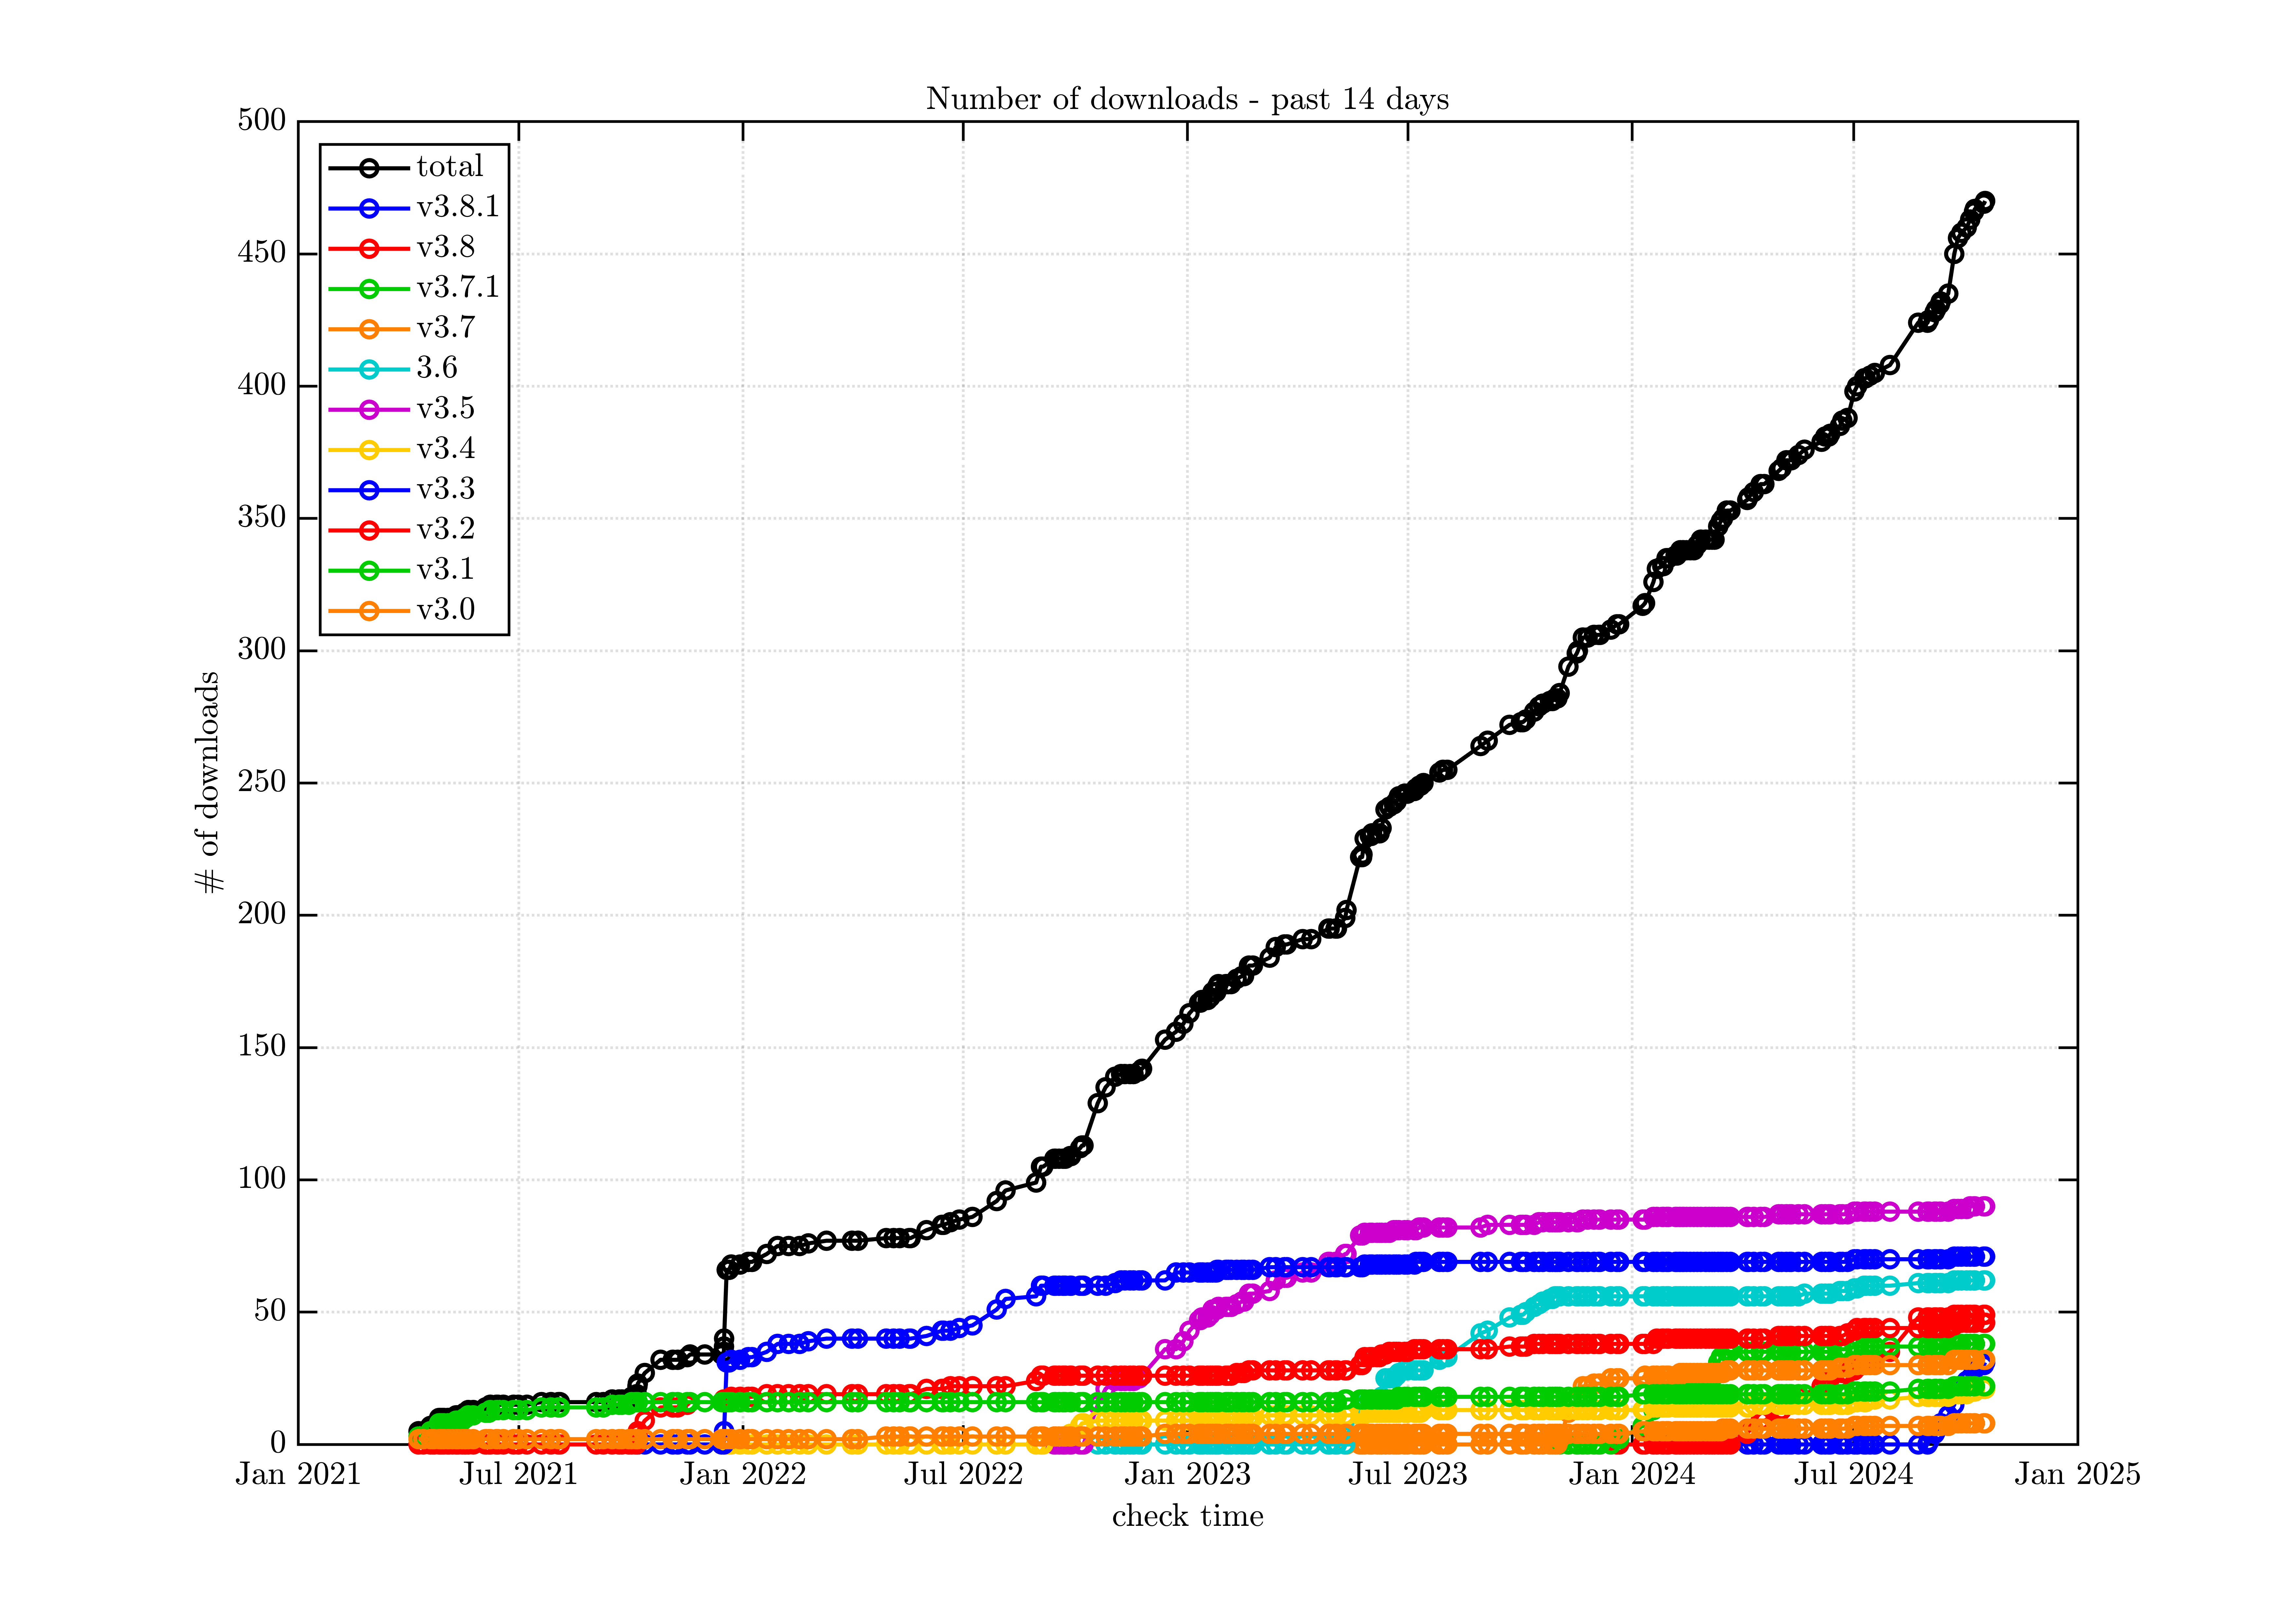 Number of downloads - past 14 days
500
450
400
350
300
250
200
150
100
50
0
total
v3.8.1
v3.8
v3.7.1
v3.7
3.6
v3.5
v3.4
v3.3
v3.2
v3.1
v3.0
# of downloads
Jan 2021 Jul 2021 Jan 2022 Jul 2022 Jan 2023 Jul 2023 Jan 2024 Jul 2024 Jan 2025
check time